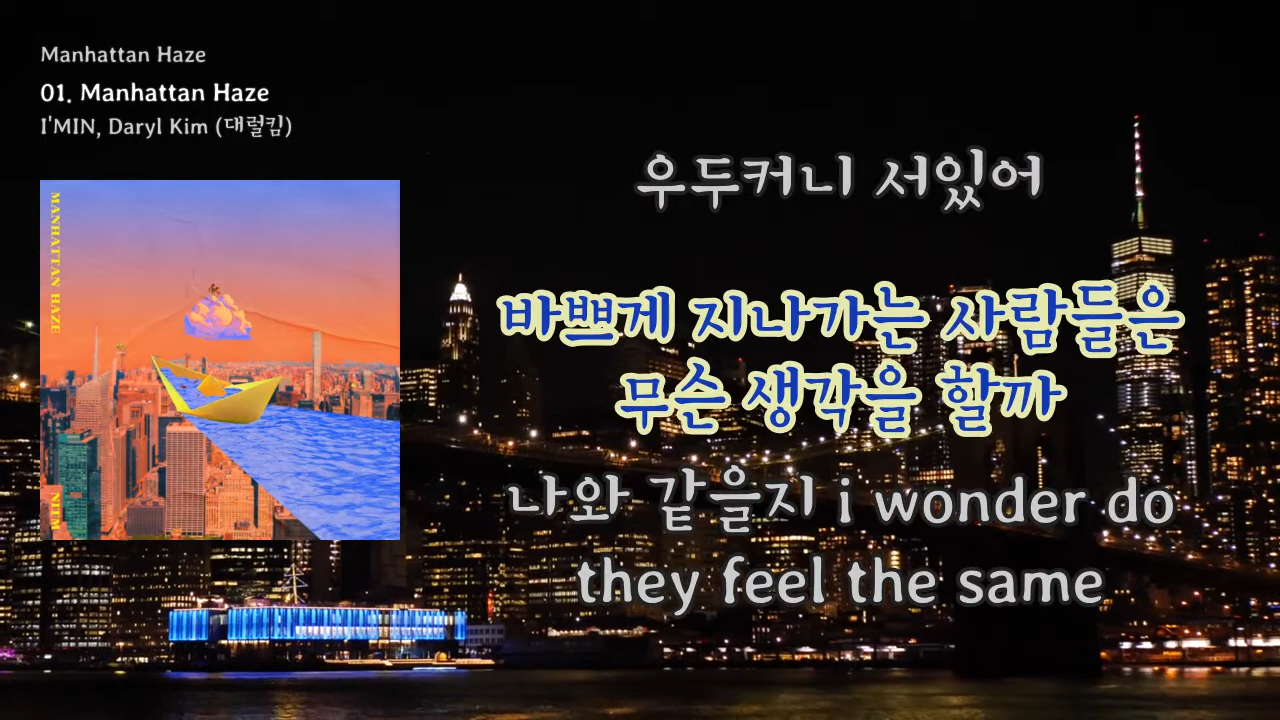 Manhattan Haze
01. Manhattan Haze
I'MIN, Daryl Kim (대럴킴)
MANHATTAN HAZE
우두커니 서있어
바쁘게 지나가는 사람들은
무슨 생각을 할까
나와 같을지 i wonder do
they feel the same